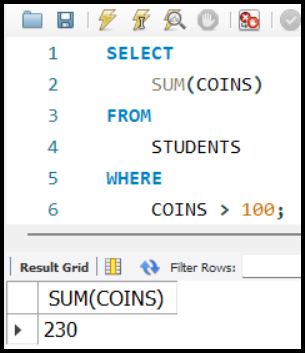 1 SELECT
2 SUM(COINS)
3 FROM
4 STUDENTS
5 WHERE
6 COINS > 100;
Result Grid Filter Rows:
SUM(COINS)
230